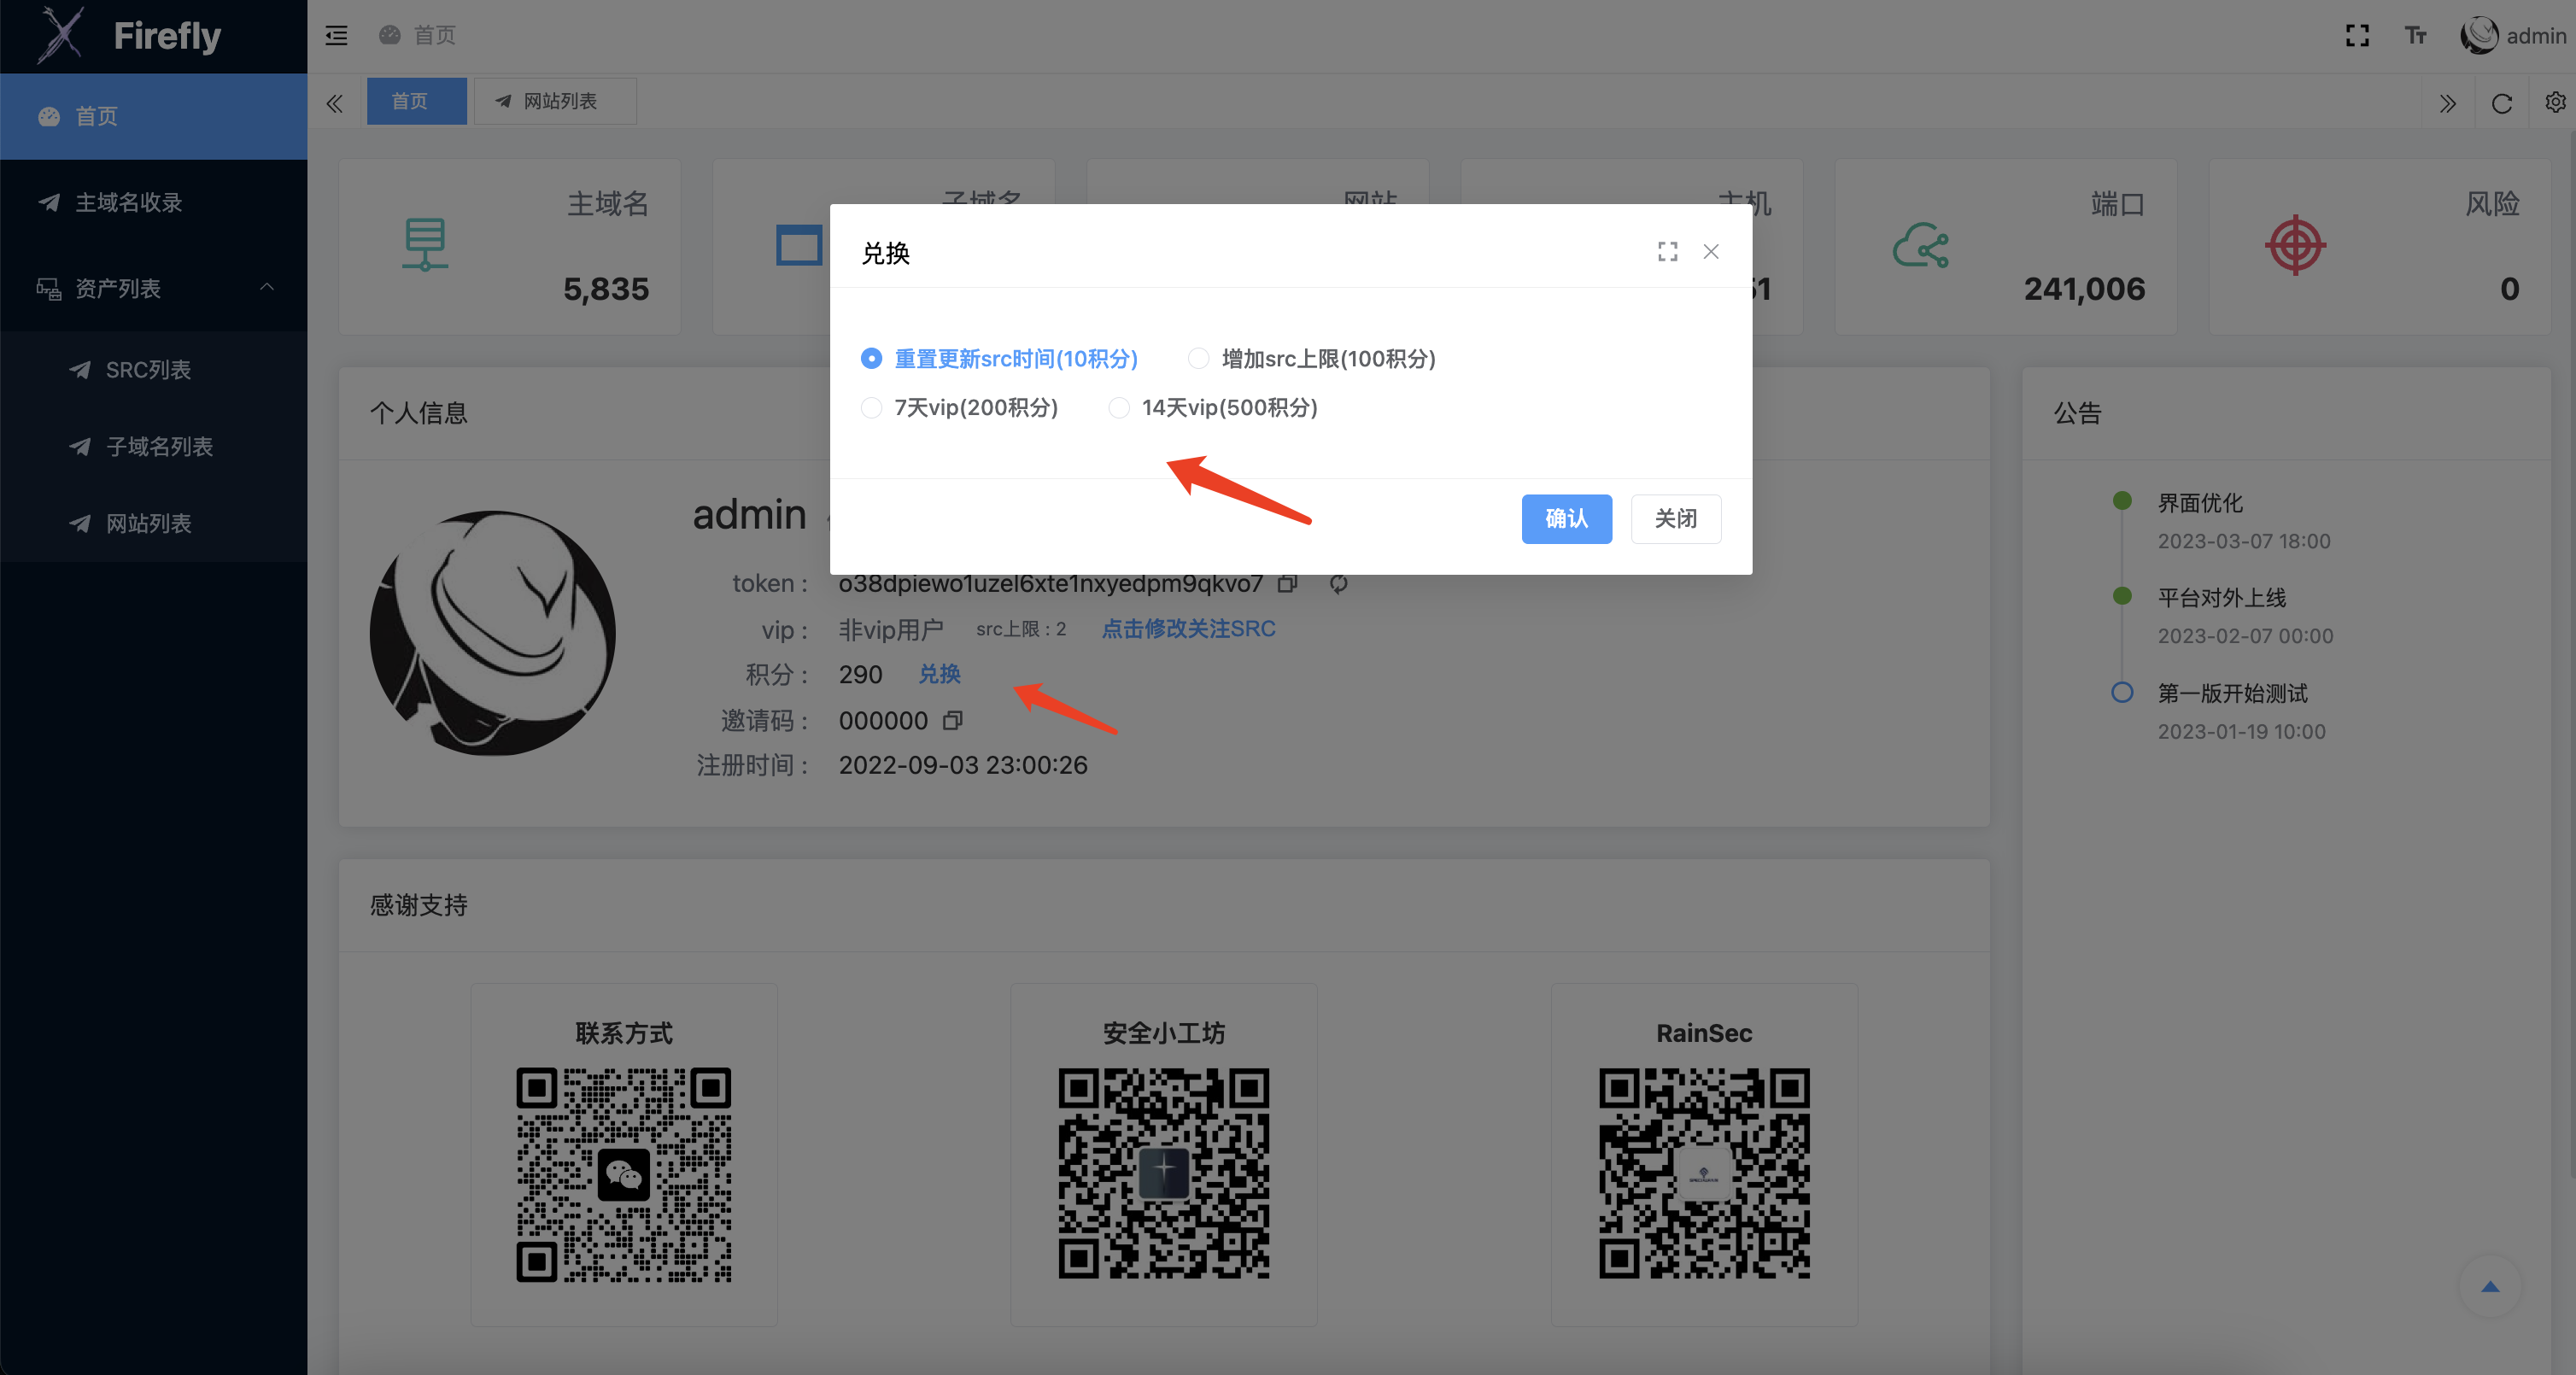 Firefly
首页
admin
首页
网站列表
首页
主域名收录
资产列表
SRC列表
子域名列表
网站列表
主域名
5,835
子域名
网站
主机
51
端口
241,006
风险
0
兑换
重置更新src时间(10积分)
增加src上限(100积分)
7天vip(200积分)
14天vip(500积分)
确认
关闭
个人信息
admin
token :
o38dpiewo1uzel6xte1nxyedpm9qkvo7
vip :
非vip用户
src上限 : 2
点击修改关注SRC
积分 :
290
兑换
邀请码 :
000000
注册时间 :
2022-09-03 23:00:26
公告
界面优化
2023-03-07 18:00
平台对外上线
2023-02-07 00:00
第一版开始测试
2023-01-19 10:00
感谢支持
联系方式
安全小工坊
RainSec